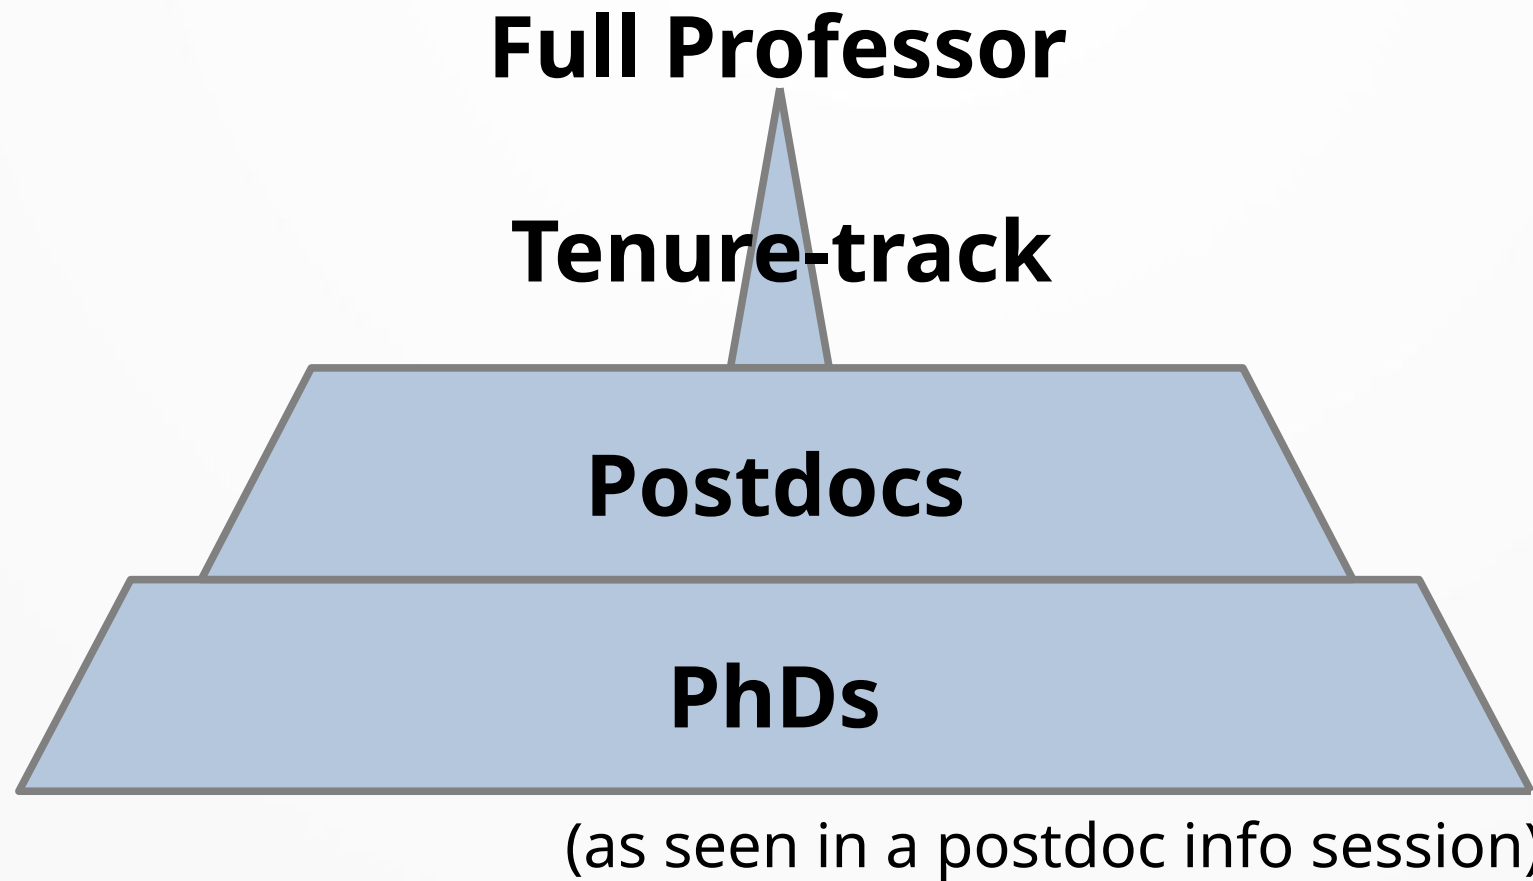 Full Professor
Tenure-track
Postdocs
PhDs
(as seen in a postdoc info session)